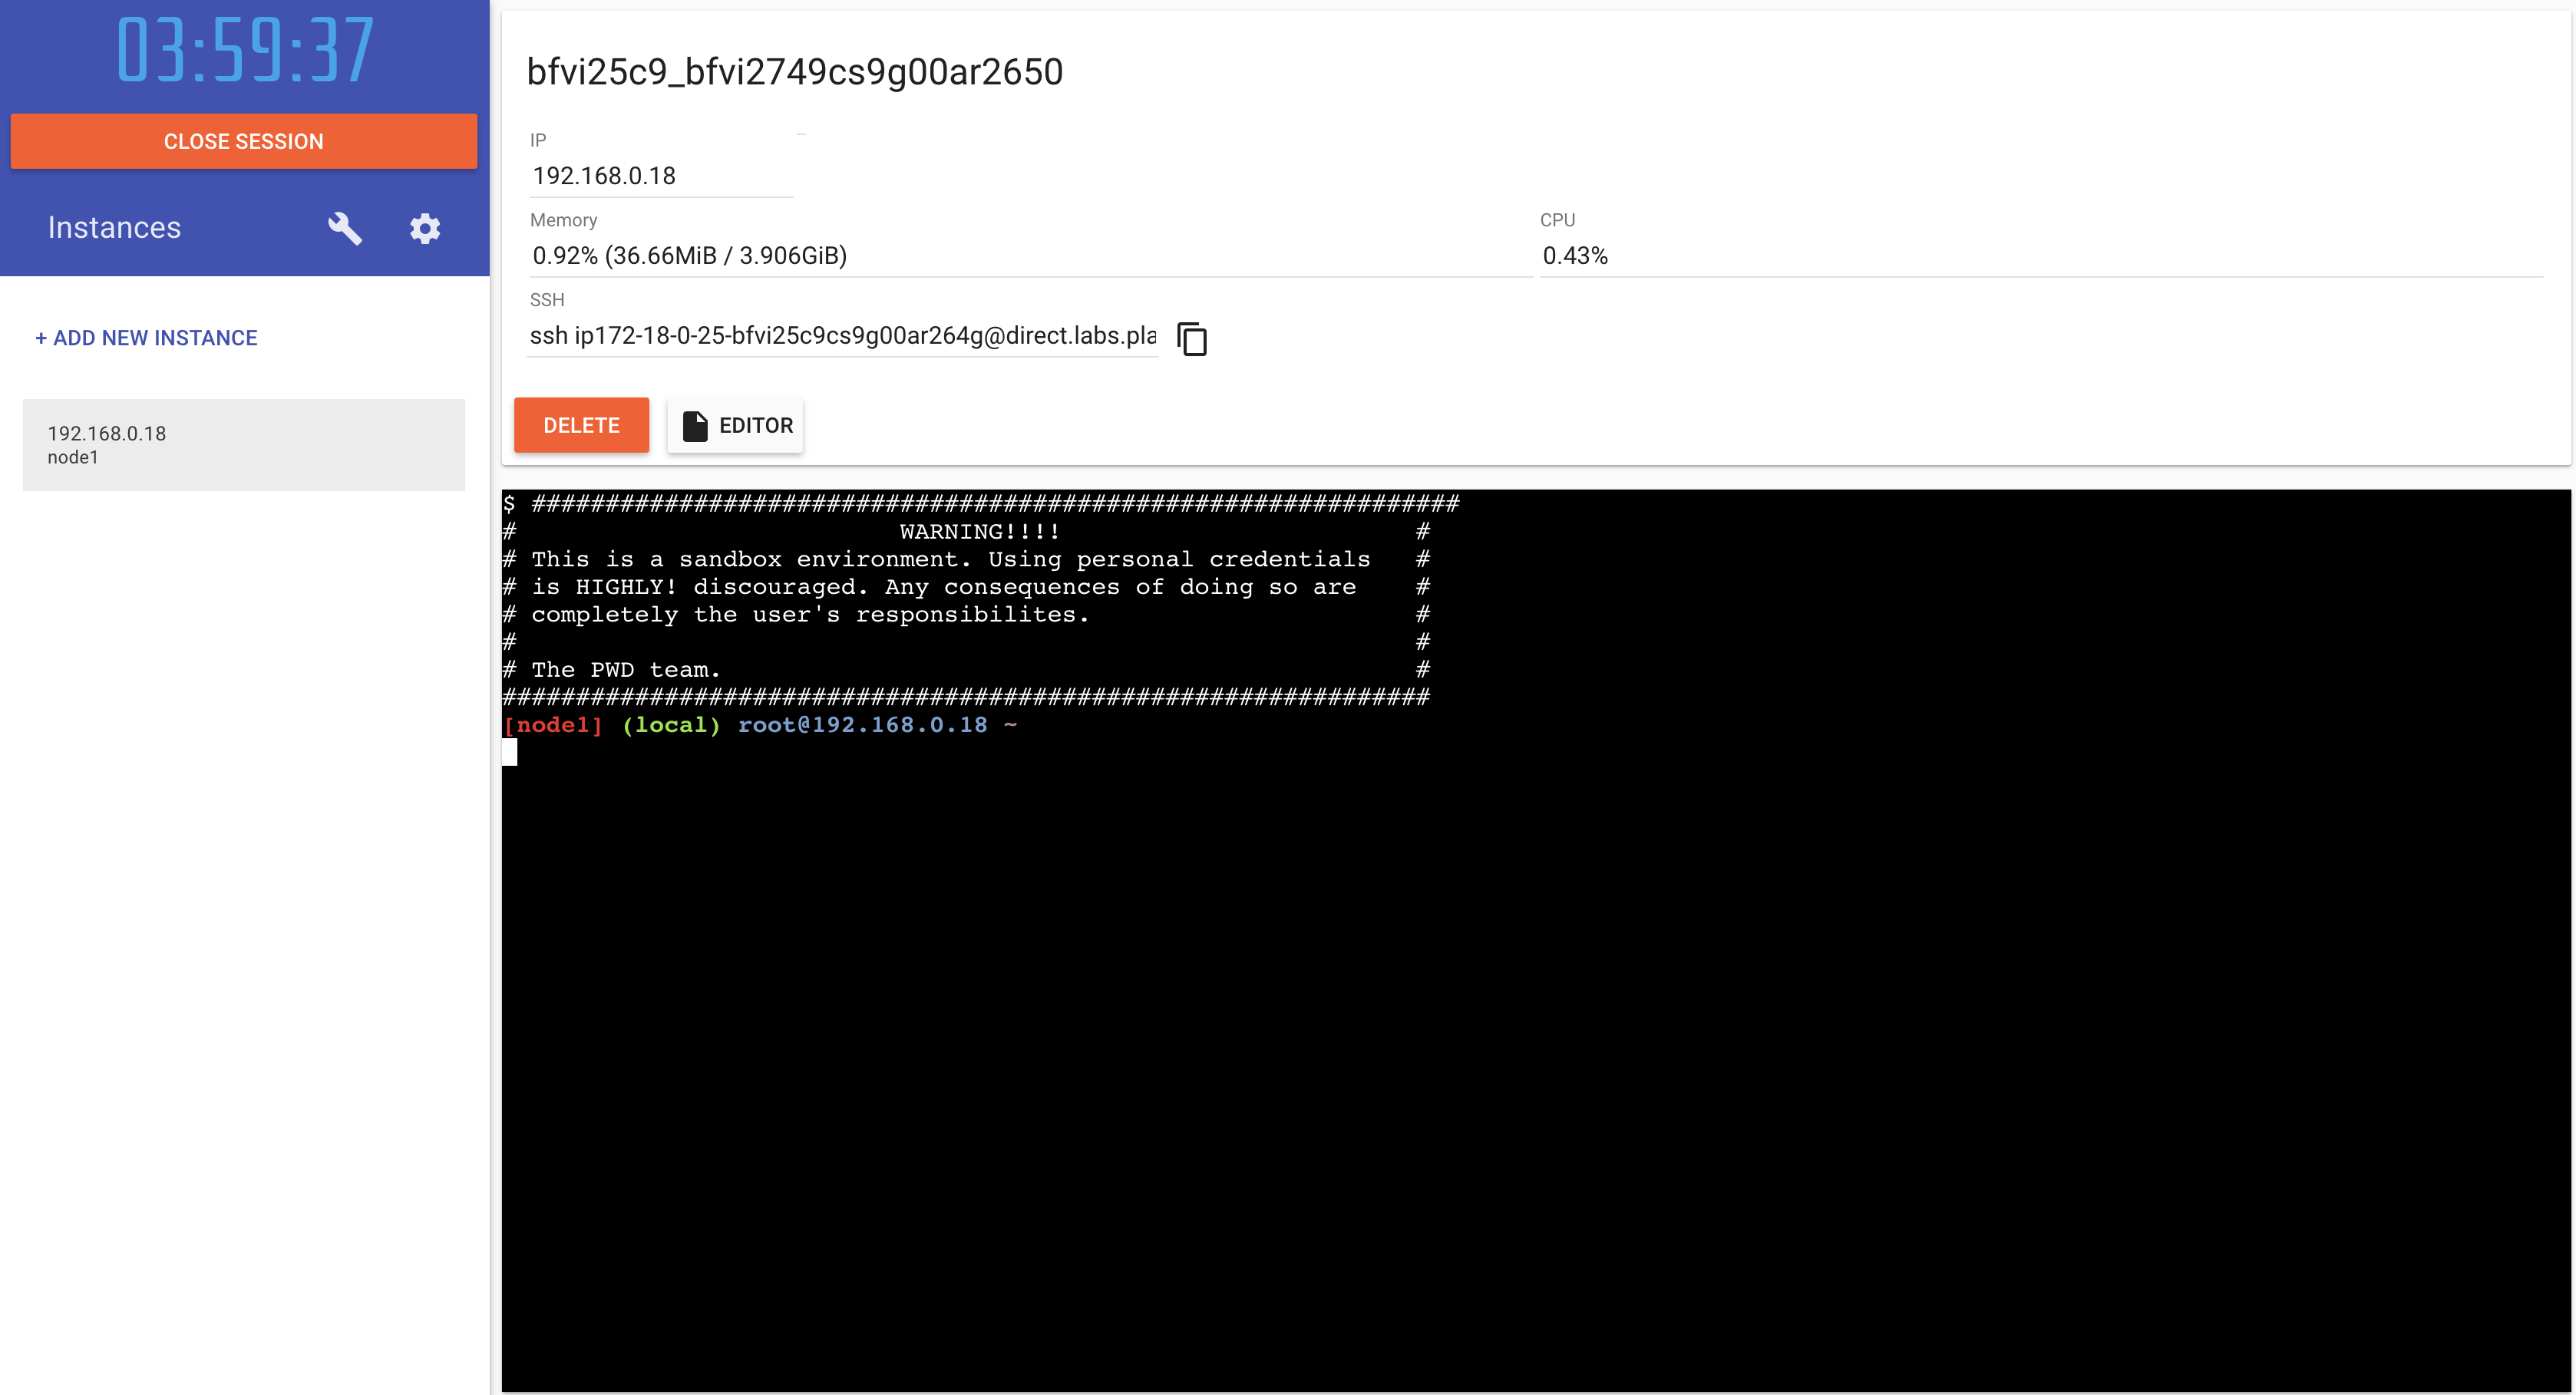 03:59:37
CLOSE SESSION
Instances
+ ADD NEW INSTANCE
192.168.0.18
node1
bfvi25c9_bfvi2749cs9g00ar2650
IP
192.168.0.18
Memory
0.92% (36.66MiB / 3.906GiB)
CPU
0.43%
SSH
ssh ip172-18-0-25-bfvi25c9cs9g00ar264g@direct.labs.pla
DELETE
EDITOR
$ ###############################################################
# WARNING!!!! #
# This is a sandbox environment. Using personal credentials #
# is HIGHLY! discouraged. Any consequences of doing so are #
# completely the user's responsibilites. #
# #
# The PWD team. #
###############################################################
[node1] (local) root@192.168.0.18 ~